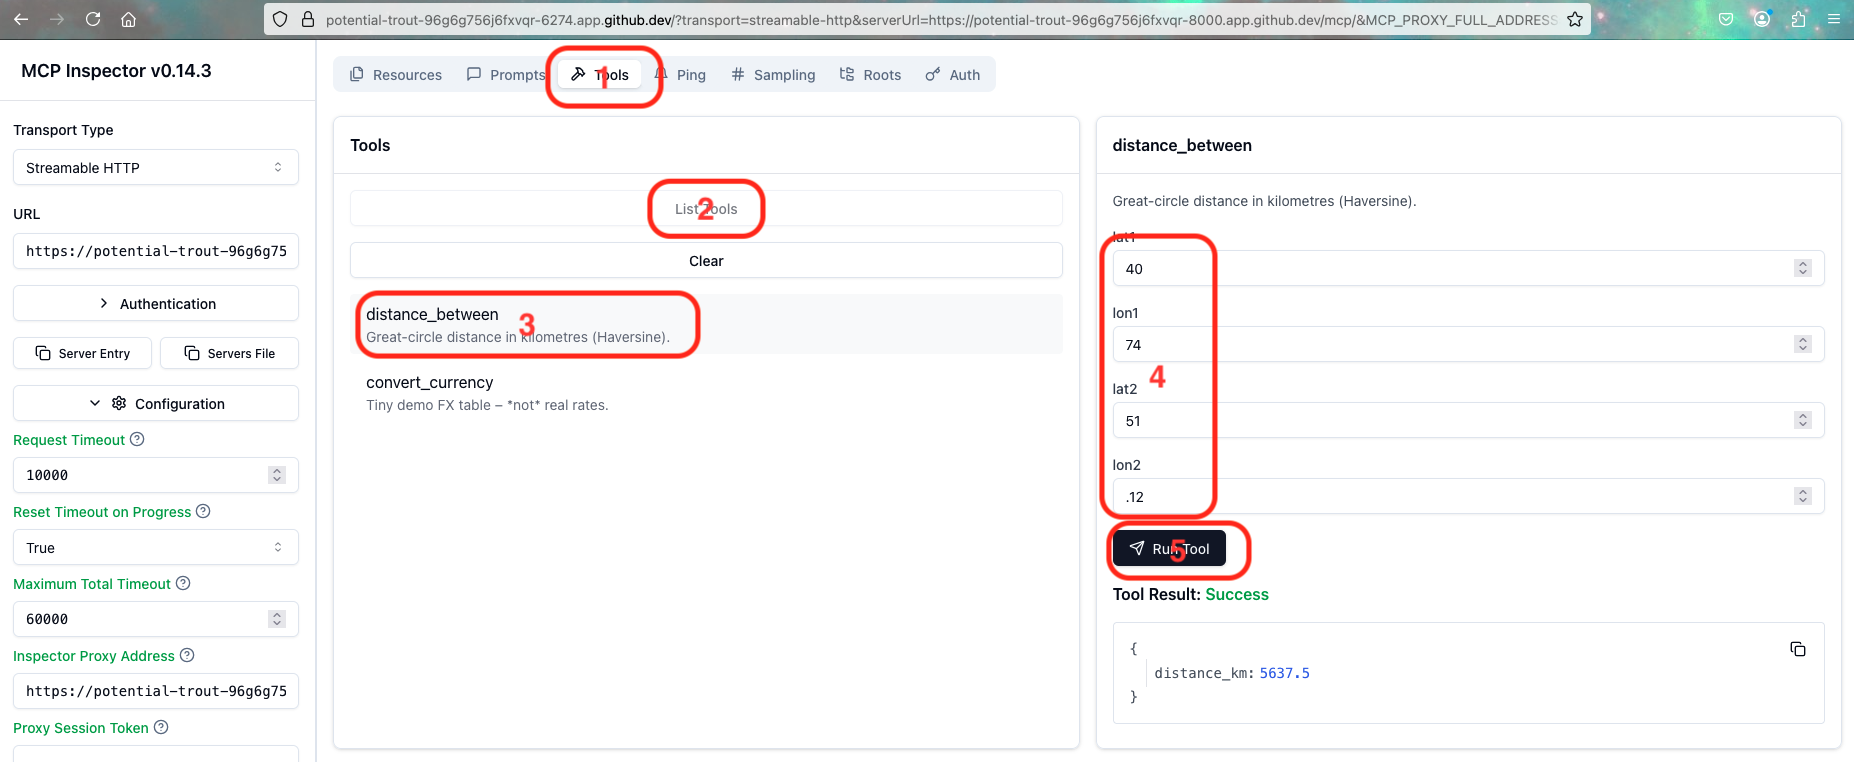 potential-trout-96g6g756j6fxvqr-6274.app.github.dev/?transport=streamable-http&serverUrl=https://potential-trout-96g6g756j6fxvqr-8000.app.github.dev/mcp/&MCP_PROXY_FULL_ADDRESS
MCP Inspector v0.14.3
Resources
Prompts
Tools
1
Ping
Sampling
Roots
Auth
Transport Type
Streamable HTTP
URL
https://potential-trout-96g6g75
Authentication
Server Entry
Servers File
Configuration
Request Timeout
10000
Reset Timeout on Progress
True
Maximum Total Timeout
60000
Inspector Proxy Address
https://potential-trout-96g6g75
Proxy Session Token
Tools
List Tools
2
Clear
distance_between
3
Great-circle distance in kilometres (Haversine).
convert_currency
Tiny demo FX table – *not* real rates.
distance_between
Great-circle distance in kilometres (Haversine).
lat1
40
lon1
74
4
lat2
51
lon2
.12
Run Tool
5
Tool Result: Success
{
distance_km: 5637.5
}